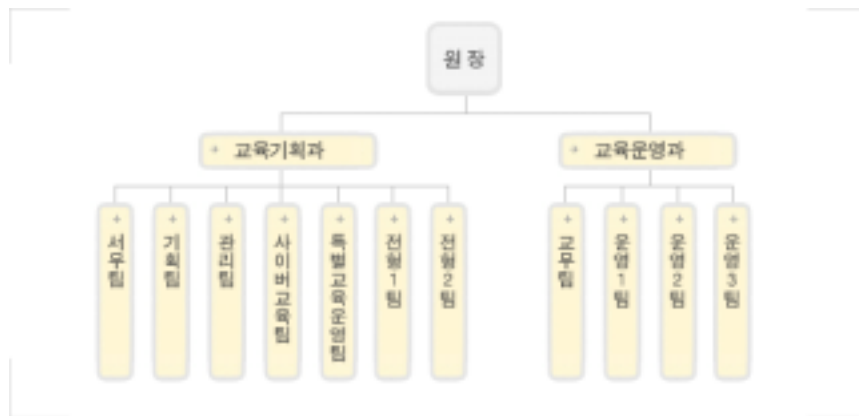 원 장
+ 교육기획과
+ 교육운영과
+ 서무팀
+ 기획팀
+ 관리팀
+ 사이버교육팀
+ 특별교육운영팀
+ 전형1팀
+ 전형2팀
+ 교무팀
+ 운영1팀
+ 운영2팀
+ 운영3팀